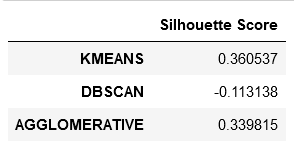 Silhouette Score
KMEANS 0.360537
DBSCAN -0.113138
AGGLOMERATIVE 0.339815